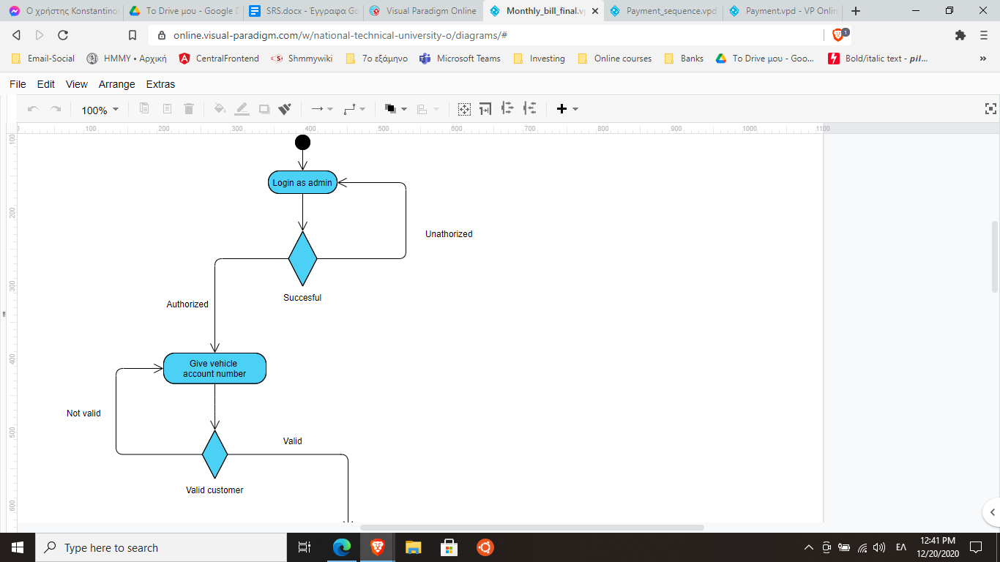 Ο χρήστης Konstantinos
Το Drive μου - Google D
SRS.docx - Έγγραφα Go
Visual Paradigm Online
Monthly_bill_final.v
Payment_sequence.vpd
Payment.vpd - VP Onlin
online.visual-paradigm.com/w/national-technical-university-o/diagrams/#
1
Email-Social
HMMY • Αρχική
CentralFrontend
Shmmywiki
7ο εξάμηνο
Microsoft Teams
Investing
Online courses
Banks
Το Drive μου - Goo...
Bold/italic text - pil...
»
File Edit View Arrange Extras
100%
100 200 300 400 500 600 700 800 900 1000 1100
100
200
300
400
500
600
Login as admin
Unathorized
Succesful
Authorized
Give vehicle
account number
Not valid
Valid
Valid customer
Type here to search
ΕΛ
12:41 PM
12/20/2020